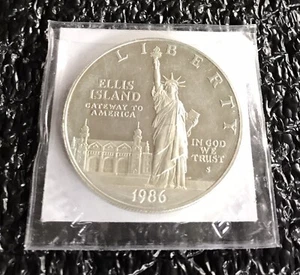 LIBERTY
ELLIS
ISLAND
GATEWAY TO
AMERICA
IN GOD
WE
TRUST
S
1986